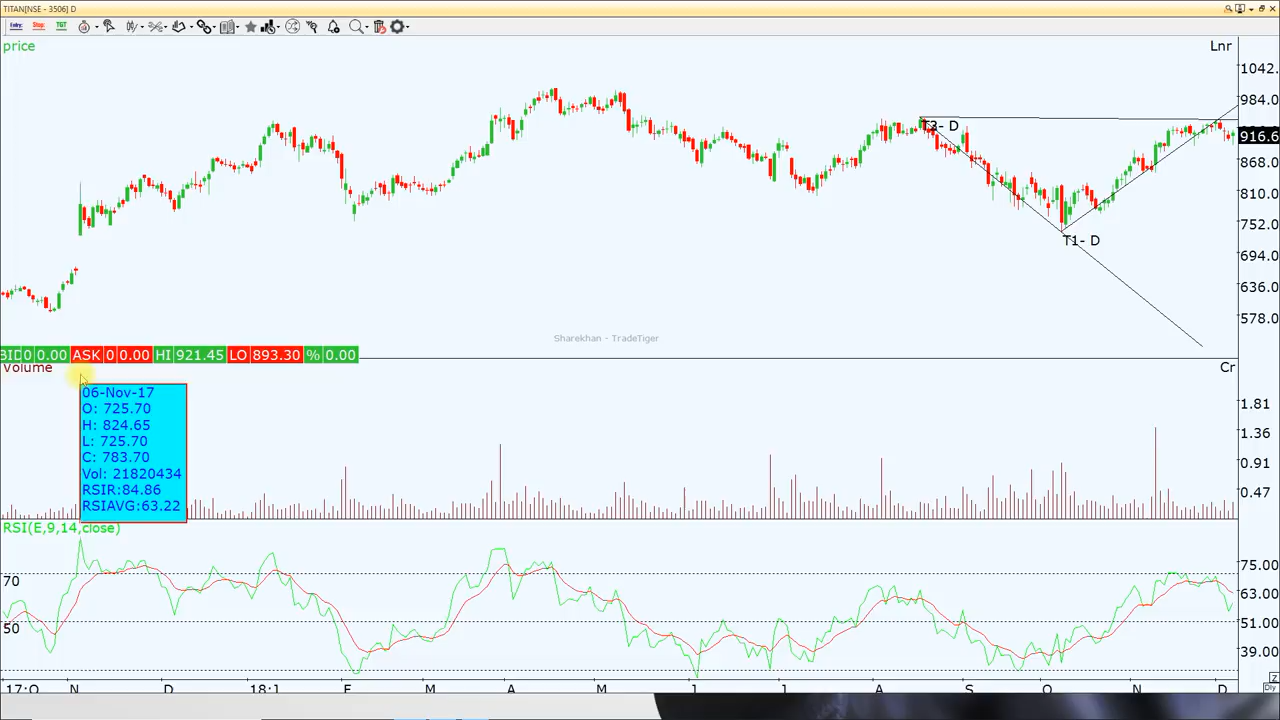 TITAN[NSE - 3506] D
Entry Stop TGT
price
Lnr
1042.
984.0
T2- D
916.6
868.0
810.0
752.0
T1- D
694.0
636.0
578.0
Sharekhan - TradeTiger
BID 0 0.00 ASK 0 0.00 HI 921.45 LO 893.30 % 0.00
Volume
Cr
06-Nov-17
O: 725.70
H: 824.65
L: 725.70
C: 783.70
Vol: 21820434
RSIR:84.86
RSIAVG:63.22
1.81
1.36
0.91
0.47
RSI(E,9,14,close)
70
50
75.00
63.00
51.00
39.00
17:O N D 18:J F M A M J J A S O N D